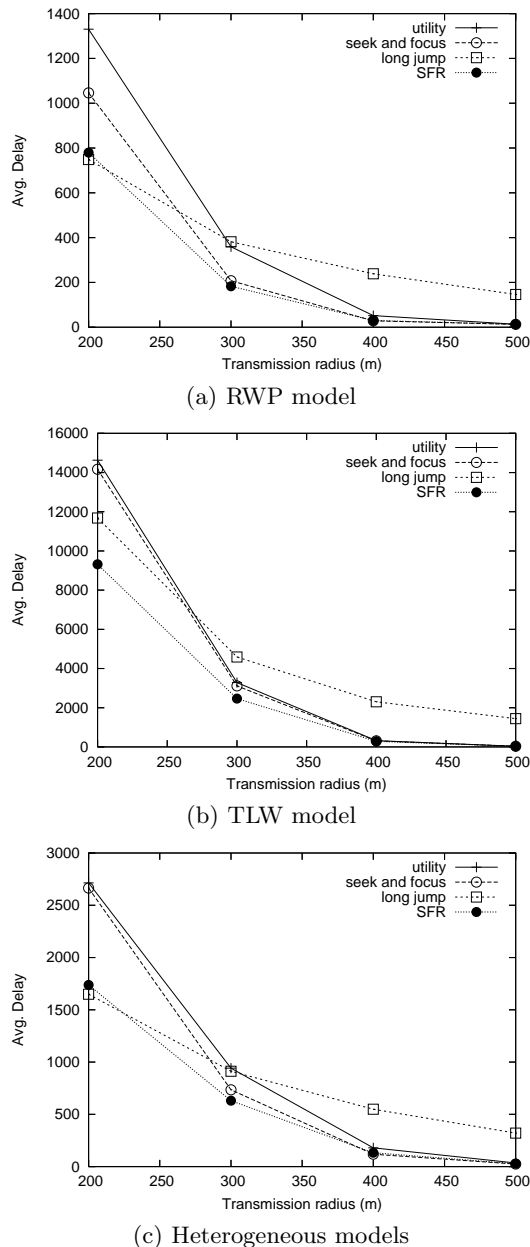 1400
1200
1000
800
600
400
200
0
Avg. Delay
utility
seek and focus
long jump
SFR
200 250 300 350 400 450 500
Transmission radius (m)
(a) RWP model
16000
14000
12000
10000
8000
6000
4000
2000
0
Avg. Delay
utility
seek and focus
long jump
SFR
200 250 300 350 400 450 500
Transmission radius (m)
(b) TLW model
3000
2500
2000
1500
1000
500
0
Avg. Delay
utility
seek and focus
long jump
SFR
200 250 300 350 400 450 500
Transmission radius (m)
(c) Heterogeneous models